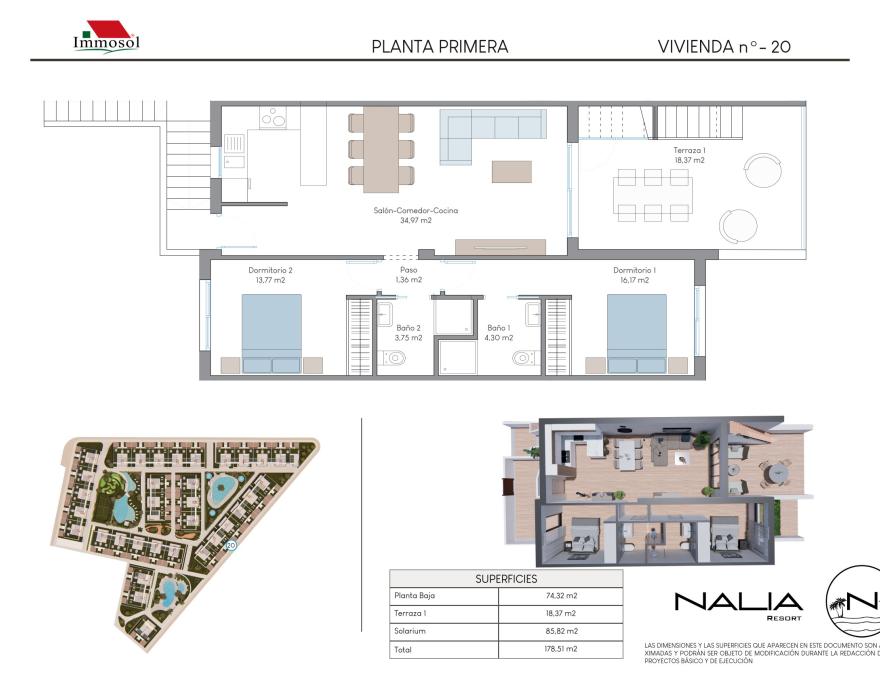 Immosol
PLANTA PRIMERA
VIVIENDA nº- 20
Terraza 1
18,37 m2
Salón-Comedor-Cocina
34,97 m2
Dormitorio 2
13,77 m2
Paso
1,36 m2
Dormitorio 1
16,17 m2
Baño 2
3,75 m2
Baño 1
4,30 m2
20
SUPERFICIES
Planta Baja 74,32 m2
Terraza 1 18,37 m2
Solarium 85,82 m2
Total 178,51 m2
NALIA
RESORT
N
LAS DIMENSIONES Y LAS SUPERFICIES QUE APARECEN EN ESTE DOCUMENTO SON
XIMADAS Y PODRÁN SER OBJETO DE MODIFICACIÓN DURANTE LA REDACCIÓN
PROYECTOS BÁSICO Y DE EJECUCIÓN